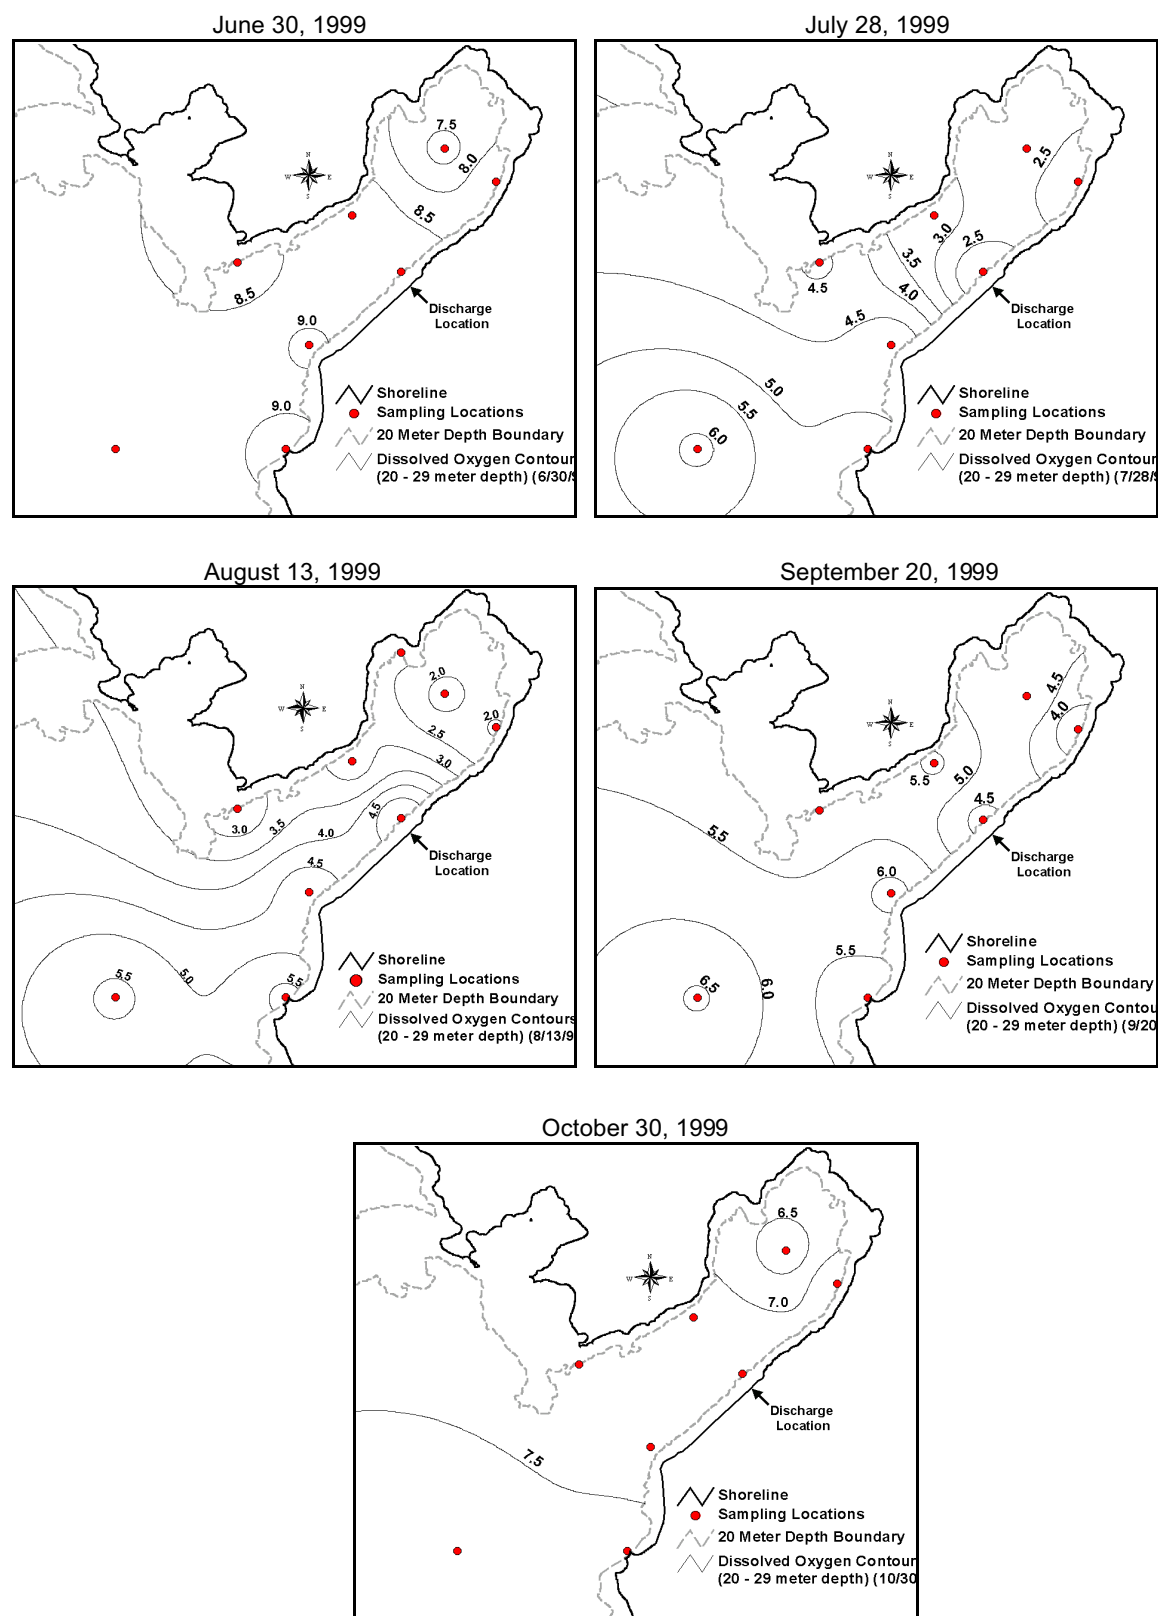 June 30, 1999
7.5
8.0
N
W E
S
8.5
8.5
Discharge
Location
9.0
9.0
Shoreline
Sampling Locations
20 Meter Depth Boundary
Dissolved Oxygen Contour
(20 - 29 meter depth) (6/30/9
July 28, 1999
2.5
N
W E
S
3.0
2.5
3.5
4.5
4.0
Discharge
Location
4.5
5.0
5.5
6.0
Shoreline
Sampling Locations
20 Meter Depth Boundary
Dissolved Oxygen Contour
(20 - 29 meter depth) (7/28/9
August 13, 1999
2.0
N
W E
S
2.0
2.5
3.0
4.5
3.0
3.5
4.0
Discharge
Location
4.5
5.5
5.0
5.5
Shoreline
Sampling Locations
20 Meter Depth Boundary
Dissolved Oxygen Contours
(20 - 29 meter depth) (8/13/9
September 20, 1999
4.5
4.0
N
W E
S
5.5
5.0
4.5
5.5
Discharge
Location
6.0
5.5
6.5
6.0
Shoreline
Sampling Locations
20 Meter Depth Boundary
Dissolved Oxygen Contou
(20 - 29 meter depth) (9/20
October 30, 1999
6.5
N
W E
S
7.0
Discharge
Location
7.5
Shoreline
Sampling Locations
20 Meter Depth Boundary
Dissolved Oxygen Contour
(20 - 29 meter depth) (10/30